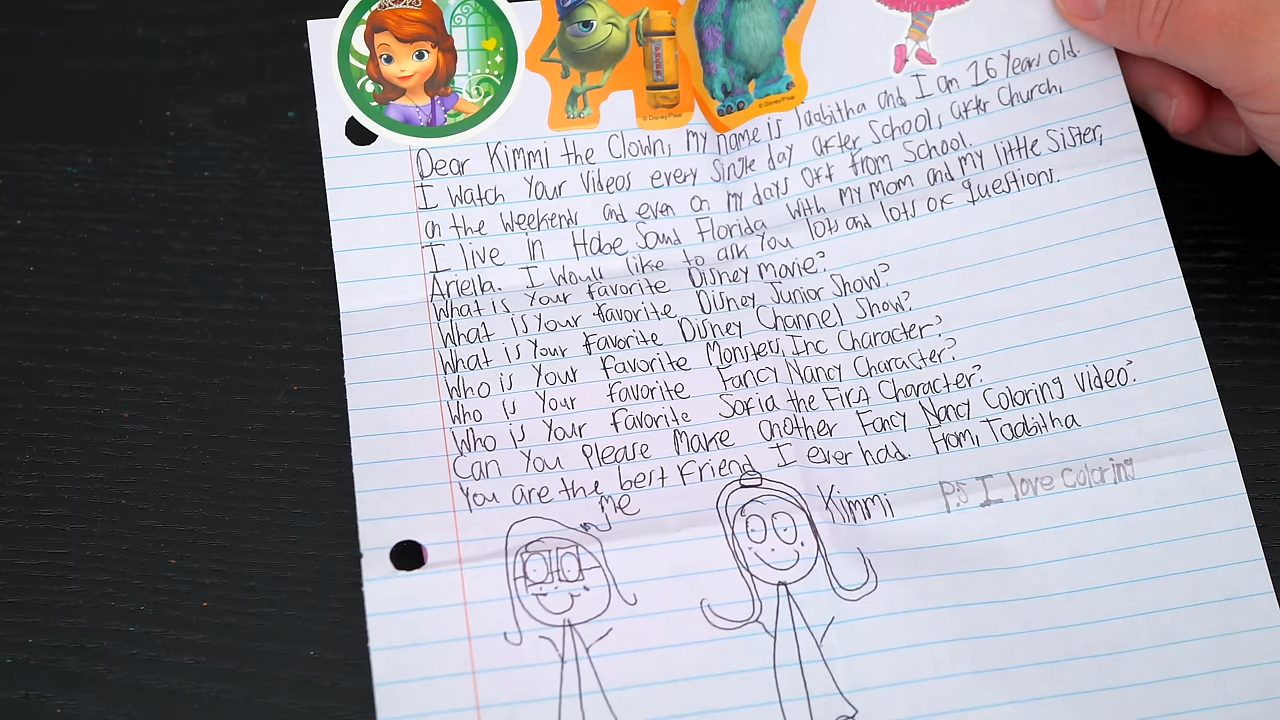 © Disney/Pixar
© Disney/Pixar
Dear Kimmi the Clown, my name is Taabitha and I am 16 Years old.
I watch Your Videos every Single day after School, after Church,
on the Weekends and even on my days off from School.
I live in Hobe Sound Florida with my Mom and my little Sister,
Ariella. I Would like to ask You lots and lots of questions.
What is Your favorite Disney Movie?
What is Your favorite Disney Junior Show?
What is Your favorite Disney Channel Show?
Who is Your favorite Monsters, Inc Character?
Who is Your favorite Fancy Nancy Character?
Who is Your favorite Sofia the First Character?
Can You Please Make another Fancy Nancy Coloring Video?
You are the best Friend I ever had. From, Taabitha
me
Kimmi
P.S I love Coloring